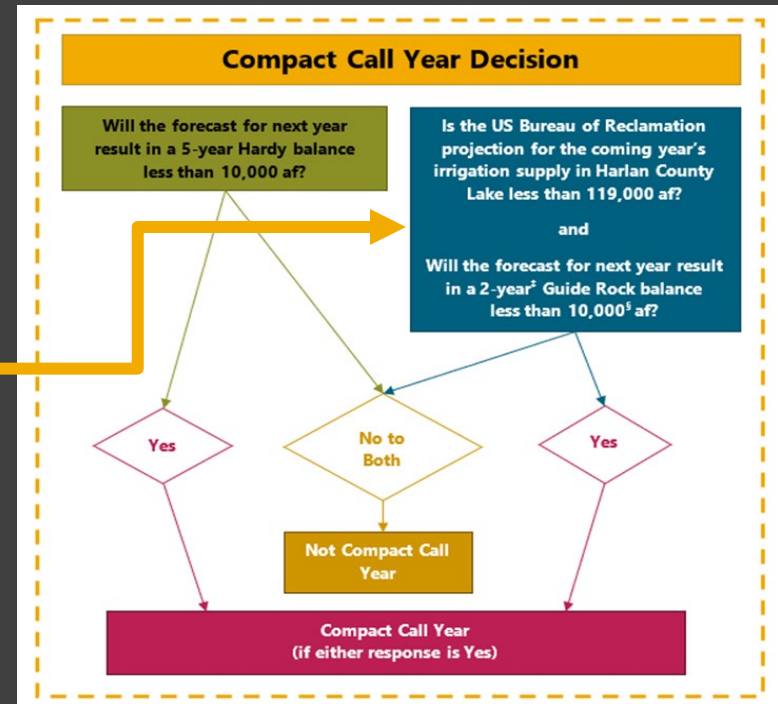 Compact Call Year Decision
Will the forecast for next year
result in a 5-year Hardy balance
less than 10,000 af?
Is the US Bureau of Reclamation
projection for the coming year's
irrigation supply in Harlan County
Lake less than 119,000 af?
and
Will the forecast for next year result
in a 2-year‡ Guide Rock balance
less than 10,000§ af?
Yes
No to
Both
Yes
Not Compact Call
Year
Compact Call Year
(if either response is Yes)